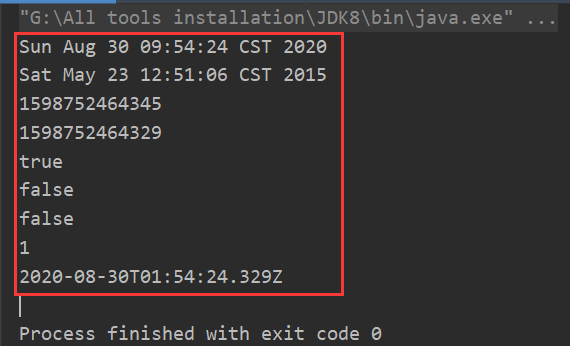 "G:\All tools installation\JDK8\bin\java.exe" ...
Sun Aug 30 09:54:24 CST 2020
Sat May 23 12:51:06 CST 2015
1598752464345
1598752464329
true
false
false
1
2020-08-30T01:54:24.329Z
Process finished with exit code 0